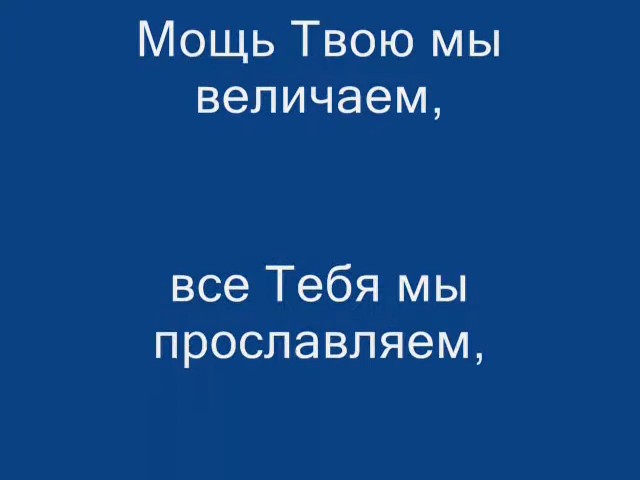 Мощь Твою мы
величаем,
все Тебя мы
прославляем,